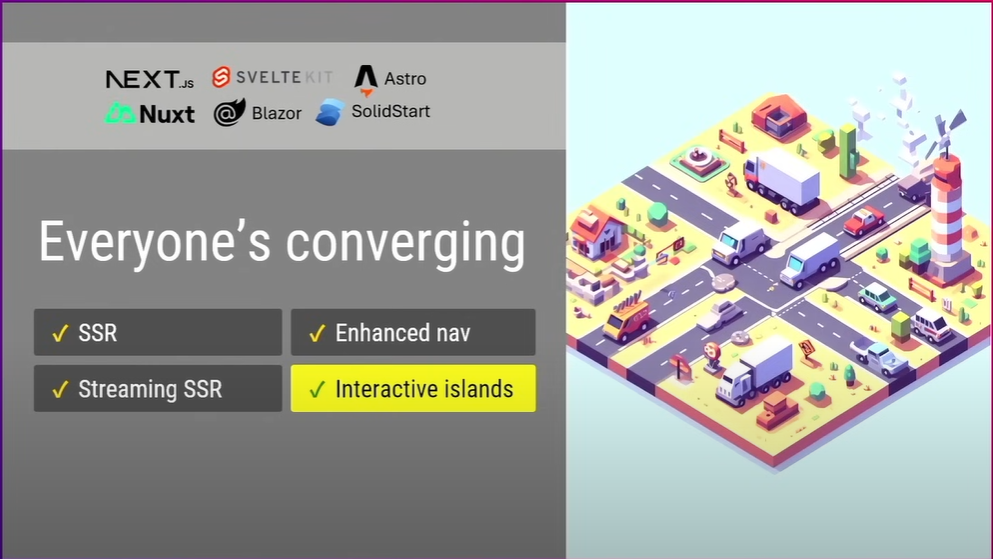 NEXT.JS SVELTEKIT Astro
Nuxt @ Blazor SolidStart
Everyone's converging
✓ SSR ✓ Enhanced nav
✓ Streaming SSR ✓ Interactive islands